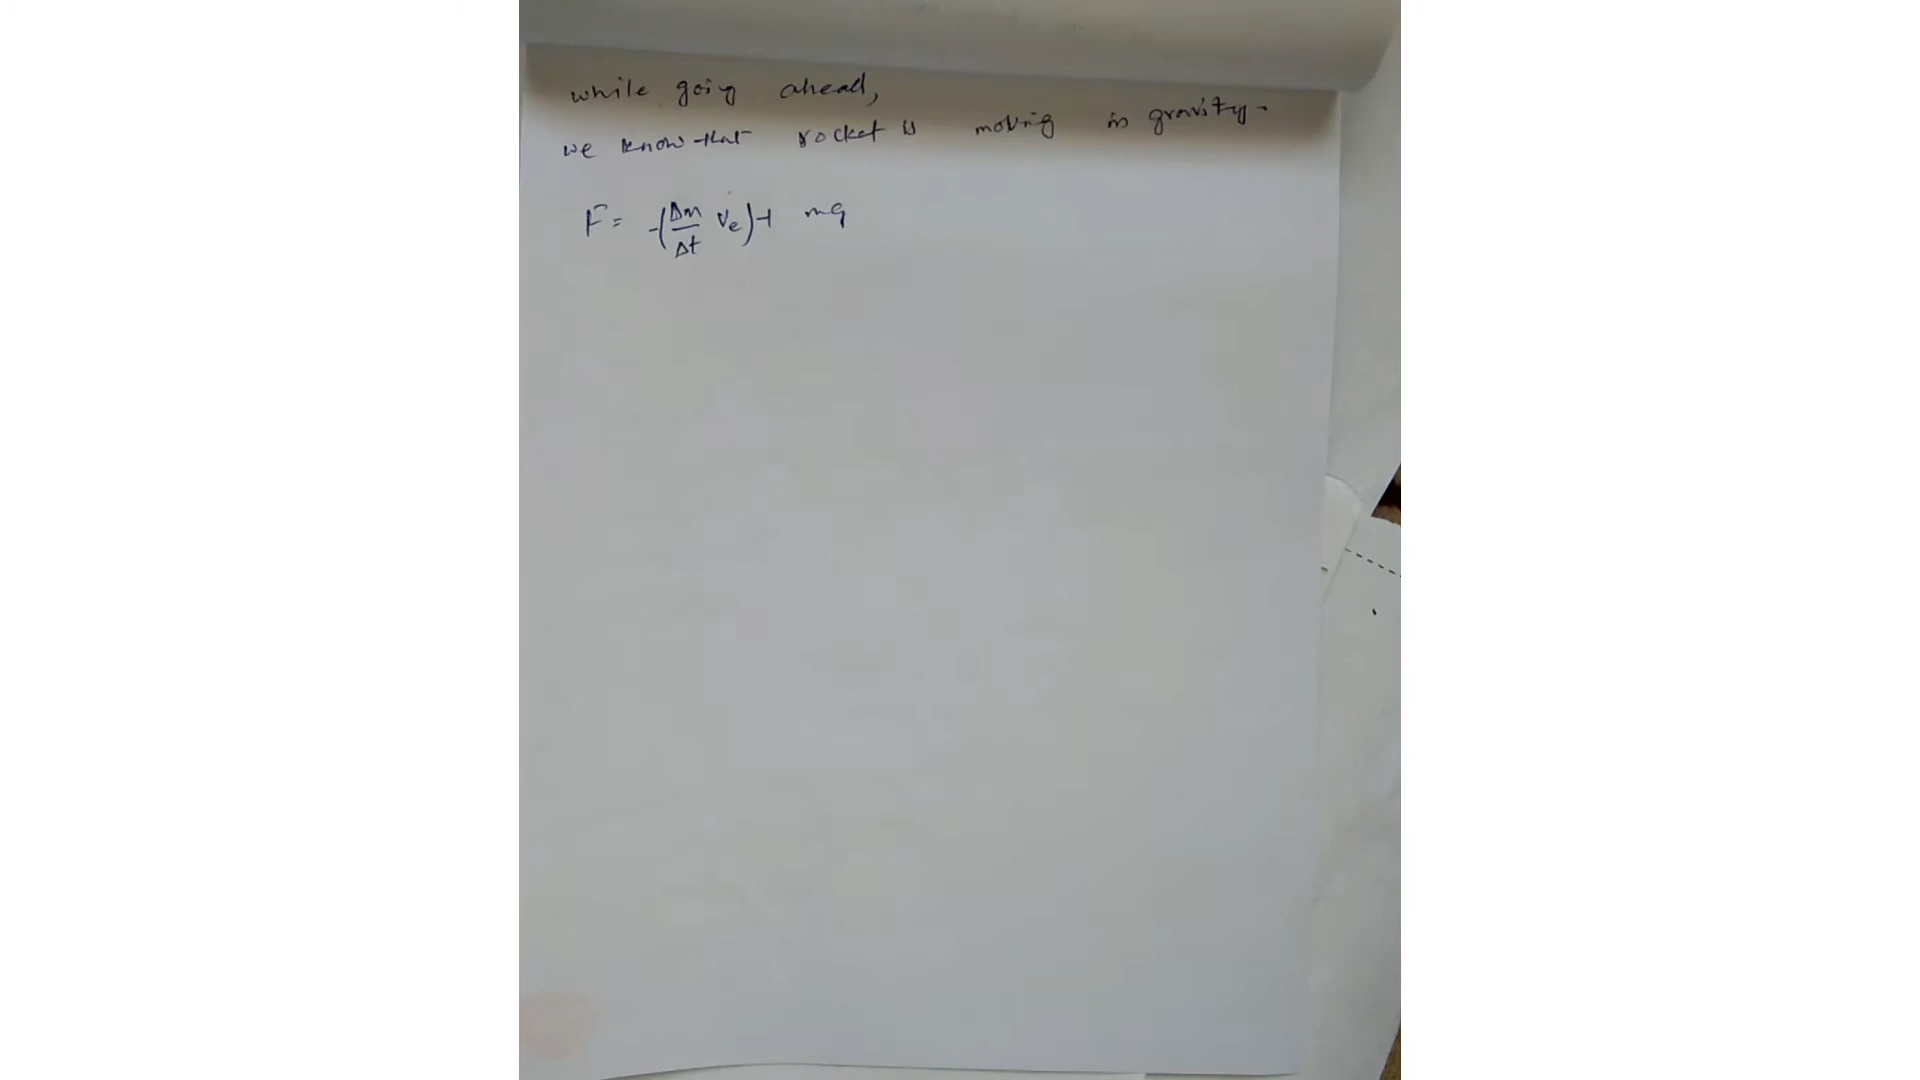 while going ahead,
we know that rocket is moving in gravity.
F = -(Δm/Δt ve) + mg